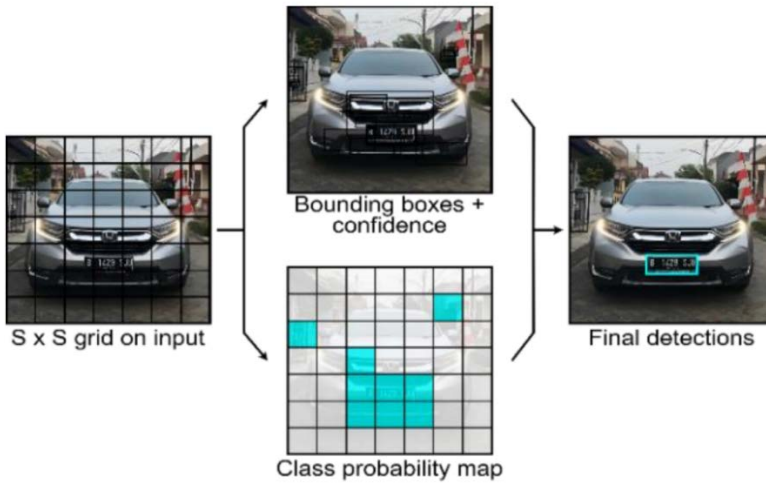 Bounding boxes +
confidence
S x S grid on input
Final detections
Class probability map